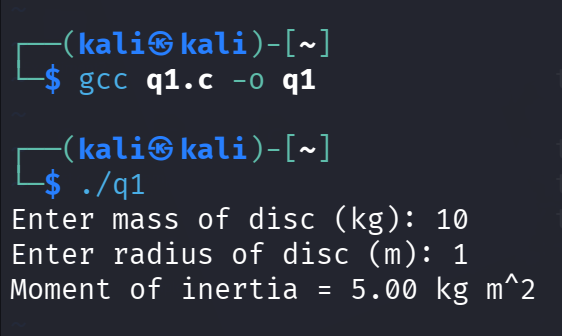 ┌──(kali㉿kali)-[~]
└─$ gcc q1.c -o q1
┌──(kali㉿kali)-[~]
└─$ ./q1
Enter mass of disc (kg): 10
Enter radius of disc (m): 1
Moment of inertia = 5.00 kg m^2